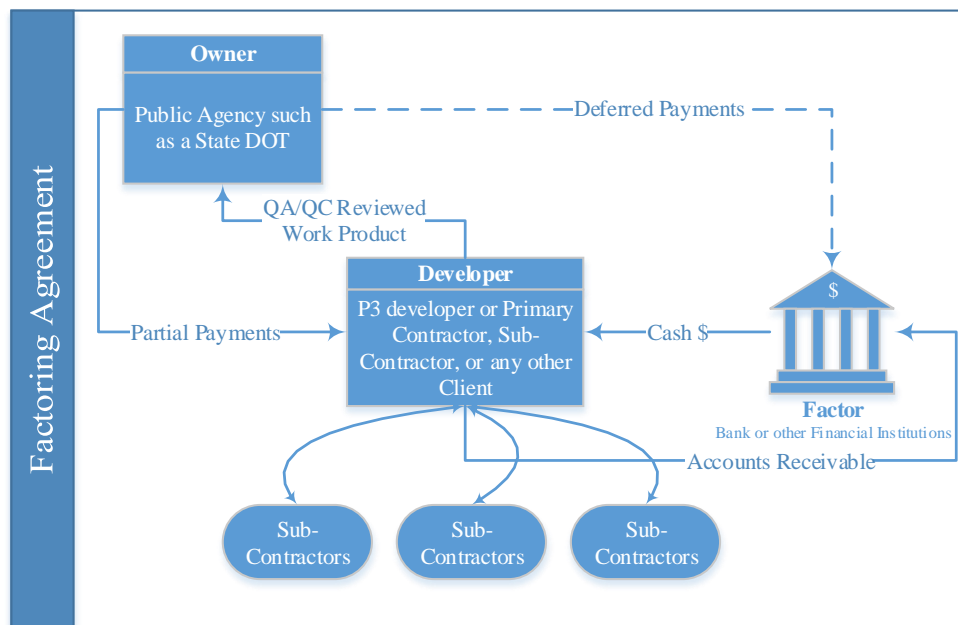 Factoring Agreement
Owner
Public Agency such
as a State DOT
Deferred Payments
QA/QC Reviewed
Work Product
Developer
P3 developer or Primary
Contractor, Sub-
Contractor, or any other
Client
Partial Payments
Cash $
$
Factor
Bank or other Financial Institutions
Accounts Receivable
Sub-
Contractors
Sub-
Contractors
Sub-
Contractors